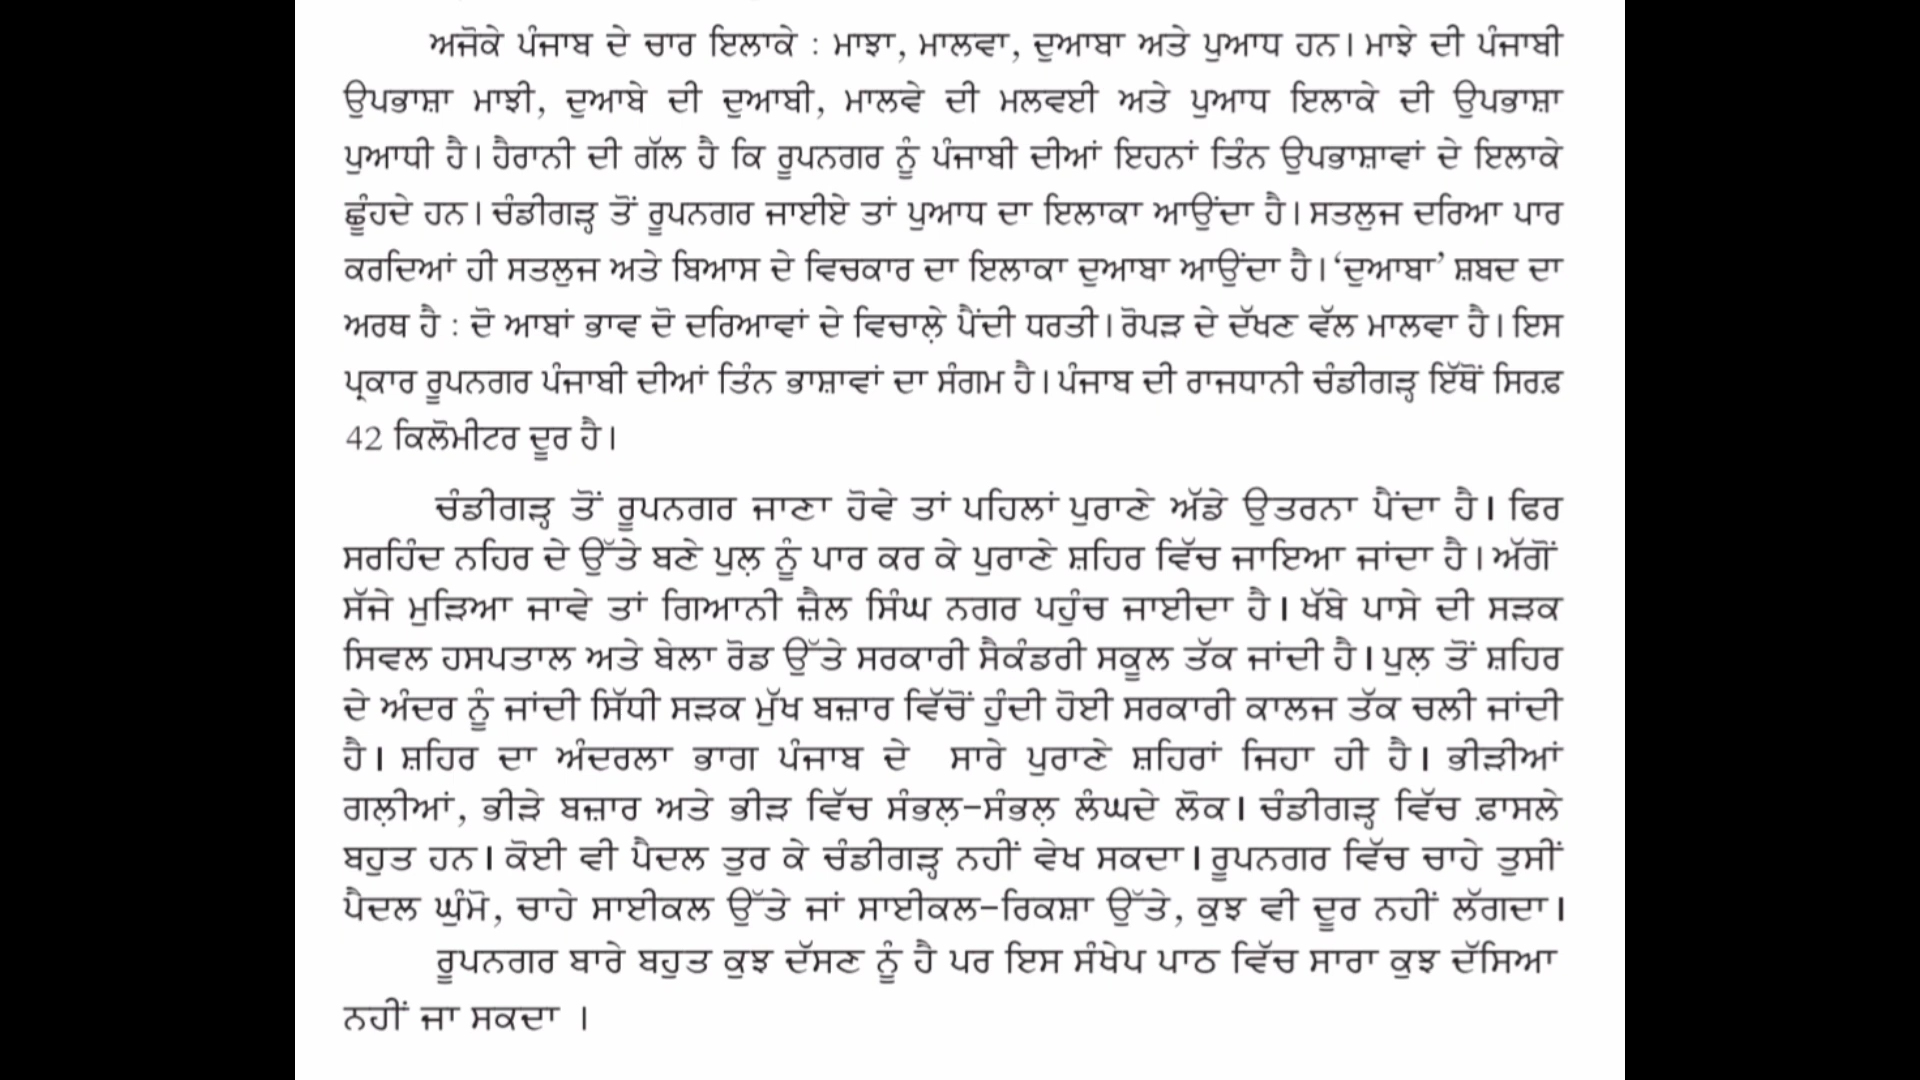 ਅਜੋਕੇ ਪੰਜਾਬ ਦੇ ਚਾਰ ਇਲਾਕੇ : ਮਾਝਾ, ਮਾਲਵਾ, ਦੁਆਬਾ ਅਤੇ ਪੁਆਧ ਹਨ। ਮਾਝੇ ਦੀ ਪੰਜਾਬੀ
ਉਪਭਾਸ਼ਾ ਮਾਝੀ, ਦੁਆਬੇ ਦੀ ਦੁਆਬੀ, ਮਾਲਵੇ ਦੀ ਮਲਵਈ ਅਤੇ ਪੁਆਧ ਇਲਾਕੇ ਦੀ ਉਪਭਾਸ਼ਾ
ਪੁਆਧੀ ਹੈ। ਹੈਰਾਨੀ ਦੀ ਗੱਲ ਹੈ ਕਿ ਰੂਪਨਗਰ ਨੂੰ ਪੰਜਾਬੀ ਦੀਆਂ ਇਹਨਾਂ ਤਿੰਨ ਉਪਭਾਸ਼ਾਵਾਂ ਦੇ ਇਲਾਕੇ
ਛੂੰਹਦੇ ਹਨ। ਚੰਡੀਗੜ੍ਹ ਤੋਂ ਰੂਪਨਗਰ ਜਾਈਏ ਤਾਂ ਪੁਆਧ ਦਾ ਇਲਾਕਾ ਆਉਂਦਾ ਹੈ। ਸਤਲੁਜ ਦਰਿਆ ਪਾਰ
ਕਰਦਿਆਂ ਹੀ ਸਤਲੁਜ ਅਤੇ ਬਿਆਸ ਦੇ ਵਿਚਕਾਰ ਦਾ ਇਲਾਕਾ ਦੁਆਬਾ ਆਉਂਦਾ ਹੈ। ‘ਦੁਆਬਾ’ ਸ਼ਬਦ ਦਾ
ਅਰਥ ਹੈ : ਦੋ ਆਬਾਂ ਭਾਵ ਦੋ ਦਰਿਆਵਾਂ ਦੇ ਵਿਚਾਲ਼ੇ ਪੈਂਦੀ ਧਰਤੀ। ਰੋਪੜ ਦੇ ਦੱਖਣ ਵੱਲ ਮਾਲਵਾ ਹੈ। ਇਸ
ਪ੍ਰਕਾਰ ਰੂਪਨਗਰ ਪੰਜਾਬੀ ਦੀਆਂ ਤਿੰਨ ਭਾਸ਼ਾਵਾਂ ਦਾ ਸੰਗਮ ਹੈ। ਪੰਜਾਬ ਦੀ ਰਾਜਧਾਨੀ ਚੰਡੀਗੜ੍ਹ ਇੱਥੋਂ ਸਿਰਫ਼
42 ਕਿਲੋਮੀਟਰ ਦੂਰ ਹੈ।
ਚੰਡੀਗੜ੍ਹ ਤੋਂ ਰੂਪਨਗਰ ਜਾਣਾ ਹੋਵੇ ਤਾਂ ਪਹਿਲਾਂ ਪੁਰਾਣੇ ਅੱਡੇ ਉਤਰਨਾ ਪੈਂਦਾ ਹੈ। ਫਿਰ
ਸਰਹਿੰਦ ਨਹਿਰ ਦੇ ਉੱਤੇ ਬਣੇ ਪੁਲ਼ ਨੂੰ ਪਾਰ ਕਰ ਕੇ ਪੁਰਾਣੇ ਸ਼ਹਿਰ ਵਿੱਚ ਜਾਇਆ ਜਾਂਦਾ ਹੈ। ਅੱਗੋਂ
ਸੱਜੇ ਮੁੜਿਆ ਜਾਵੇ ਤਾਂ ਗਿਆਨੀ ਜ਼ੈਲ ਸਿੰਘ ਨਗਰ ਪਹੁੰਚ ਜਾਈਦਾ ਹੈ। ਖੱਬੇ ਪਾਸੇ ਦੀ ਸੜਕ
ਸਿਵਲ ਹਸਪਤਾਲ ਅਤੇ ਬੇਲਾ ਰੋਡ ਉੱਤੇ ਸਰਕਾਰੀ ਸੈਕੰਡਰੀ ਸਕੂਲ ਤੱਕ ਜਾਂਦੀ ਹੈ। ਪੁਲ਼ ਤੋਂ ਸ਼ਹਿਰ
ਦੇ ਅੰਦਰ ਨੂੰ ਜਾਂਦੀ ਸਿੱਧੀ ਸੜਕ ਮੁੱਖ ਬਜ਼ਾਰ ਵਿੱਚੋਂ ਹੁੰਦੀ ਹੋਈ ਸਰਕਾਰੀ ਕਾਲਜ ਤੱਕ ਚਲੀ ਜਾਂਦੀ
ਹੈ। ਸ਼ਹਿਰ ਦਾ ਅੰਦਰਲਾ ਭਾਗ ਪੰਜਾਬ ਦੇ ਸਾਰੇ ਪੁਰਾਣੇ ਸ਼ਹਿਰਾਂ ਜਿਹਾ ਹੀ ਹੈ। ਭੀੜੀਆਂ
ਗਲ਼ੀਆਂ, ਭੀੜੇ ਬਜ਼ਾਰ ਅਤੇ ਭੀੜ ਵਿੱਚ ਸੰਭਲ਼-ਸੰਭਲ਼ ਲੰਘਦੇ ਲੋਕ। ਚੰਡੀਗੜ੍ਹ ਵਿੱਚ ਫ਼ਾਸਲੇ
ਬਹੁਤ ਹਨ। ਕੋਈ ਵੀ ਪੈਦਲ ਤੁਰ ਕੇ ਚੰਡੀਗੜ੍ਹ ਨਹੀਂ ਵੇਖ ਸਕਦਾ। ਰੂਪਨਗਰ ਵਿੱਚ ਚਾਹੇ ਤੁਸੀਂ
ਪੈਦਲ ਘੁੰਮੋ, ਚਾਹੇ ਸਾਈਕਲ ਉੱਤੇ ਜਾਂ ਸਾਈਕਲ-ਰਿਕਸ਼ਾ ਉੱਤੇ, ਕੁਝ ਵੀ ਦੂਰ ਨਹੀਂ ਲੱਗਦਾ।
ਰੂਪਨਗਰ ਬਾਰੇ ਬਹੁਤ ਕੁਝ ਦੱਸਣ ਨੂੰ ਹੈ ਪਰ ਇਸ ਸੰਖੇਪ ਪਾਠ ਵਿੱਚ ਸਾਰਾ ਕੁਝ ਦੱਸਿਆ
ਨਹੀਂ ਜਾ ਸਕਦਾ ।